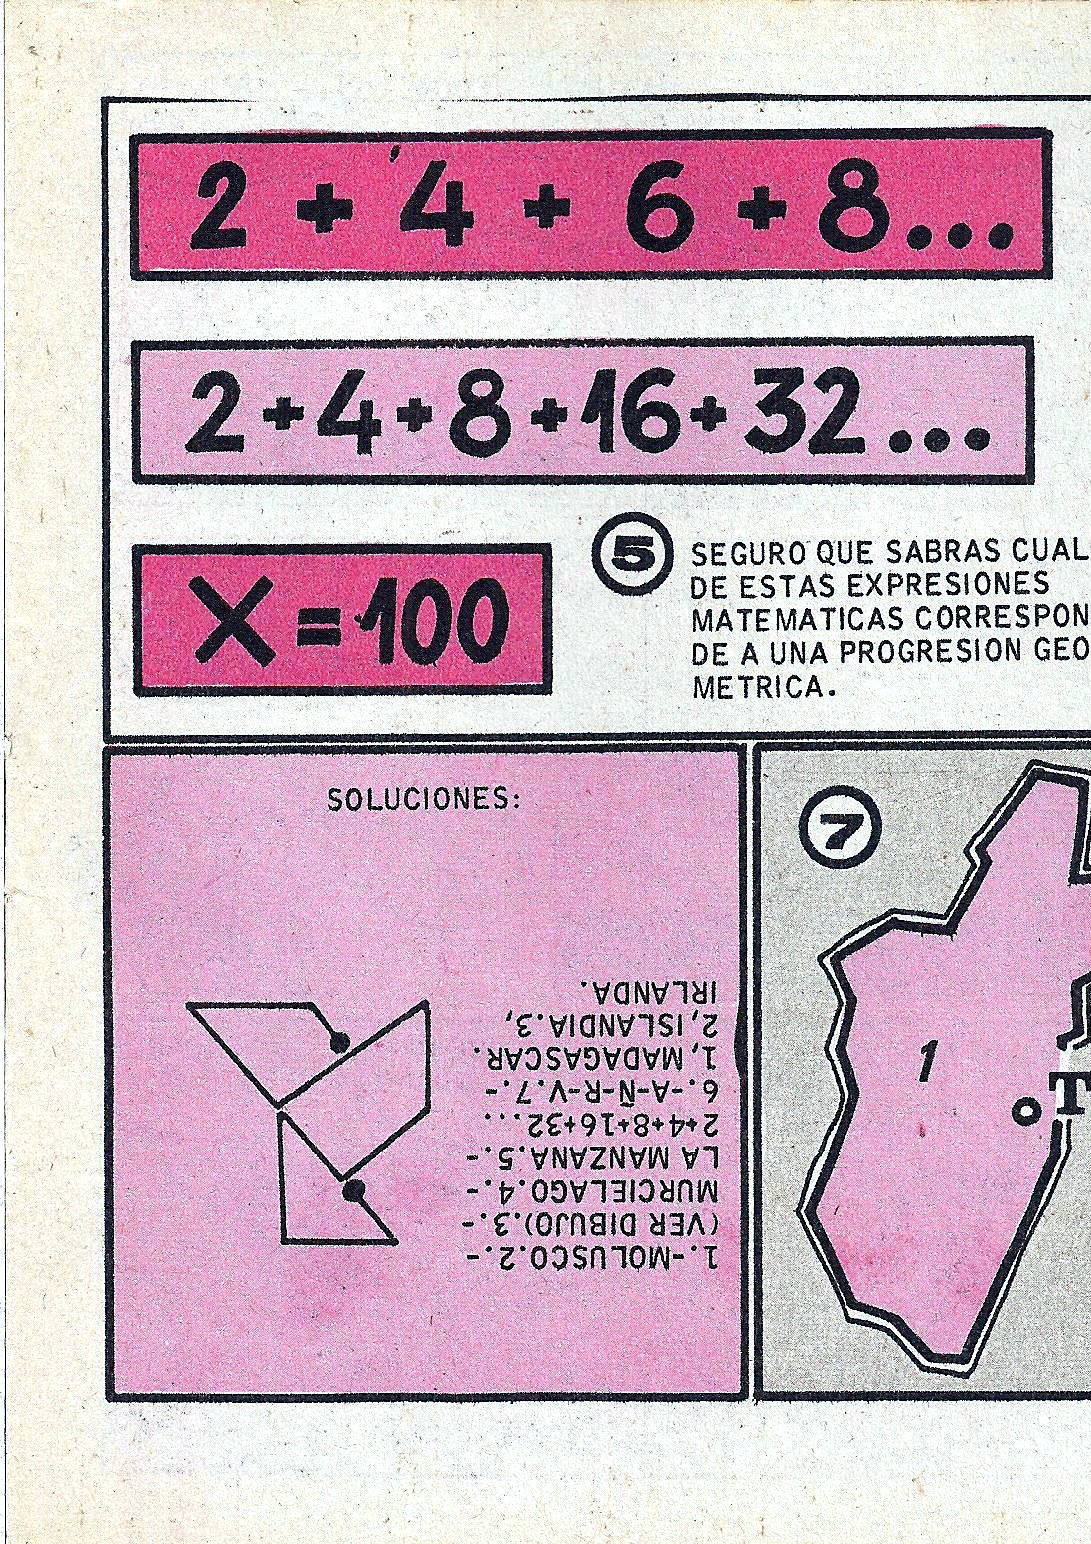 2 + 4 + 6 + 8...
2+4+8+16+32...
X = 100
5
SEGURO QUE SABRAS CUAL
DE ESTAS EXPRESIONES
MATEMATICAS CORRESPON
DE A UNA PROGRESION GEO
METRICA.
SOLUCIONES:
1.-MOLUSCO.2.-
(VER DIBUJO).3.-
MURCIELAGO.4.-
LA MANZANA.5.-
2+4+8+16+32...
6.-A-Ñ-R-V.7.-
1, MADAGASCAR.
2, ISLANDIA.3,
IRLANDA.
7
1
T